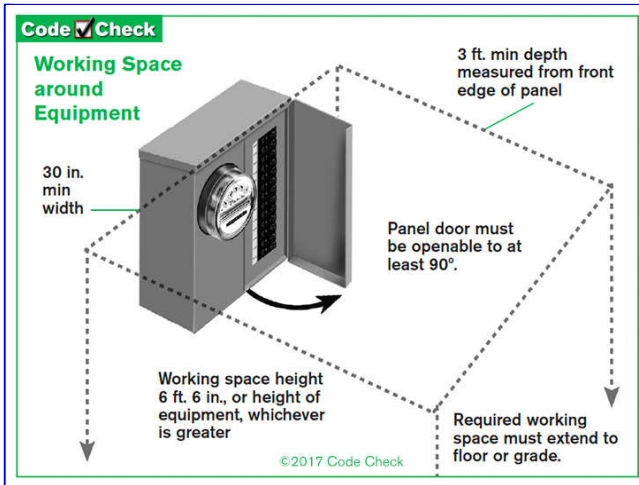 Code Check
Working Space
around
Equipment
3 ft. min depth
measured from front
edge of panel
30 in.
min
width
Panel door must
be openable to at
least 90º.
Working space height
6 ft. 6 in., or height of
equipment, whichever
is greater
Required working
space must extend to
floor or grade.
©2017 Code Check